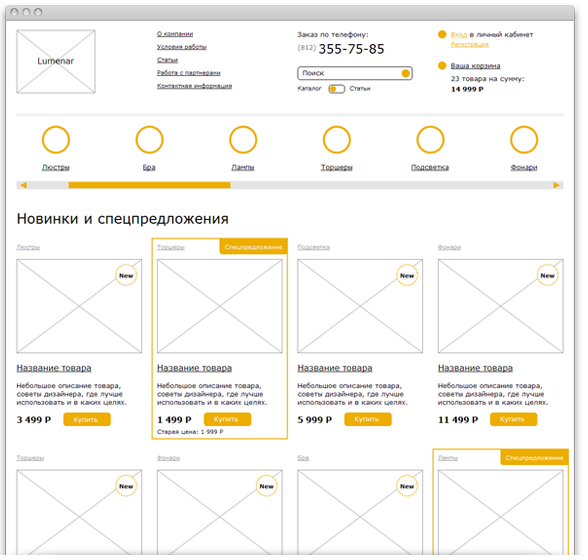 Lumenar
О компании
Условия работы
Статьи
Работа с партнерами
Контактная информация
Заказ по телефону:
(812) 355-75-85
Поиск
Каталог Статьи
Вход в личный кабинет
Регистрация
Ваша корзина
23 товара на сумму:
14 999 Р
Люстры Бра Лампы Торшеры Подсветка Фонари
Новинки и спецпредложения
Люстры Торшеры Спецпредложение Подсветка Фонари
New New New
Название товара Название товара Название товара Название товара
Небольшое описание товара, Небольшое описание товара, Небольшое описание товара, Небольшое описание товара,
советы дизайнера, где лучше советы дизайнера, где лучше советы дизайнера, где лучше советы дизайнера, где лучше
использовать и в каких целях. использовать и в каких целях. использовать и в каких целях. использовать и в каких целях.
3 499 Р Купить 1 499 Р Купить 5 999 Р Купить 11 499 Р Купить
Старая цена: 1 999 Р
Торшеры Фонари Бра Лампы Спецпредложение
New New New